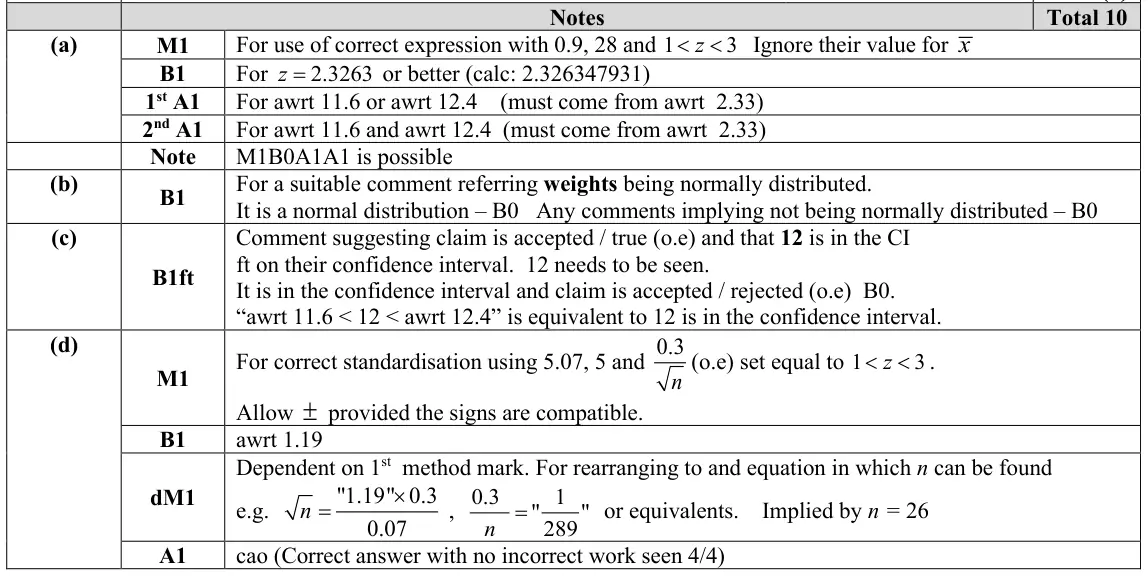 Notes Total 10
(a) M1 For use of correct expression with 0.9, 28 and 1 < z < 3 Ignore their value for x̅
B1 For z = 2.3263 or better (calc: 2.326347931)
1st A1 For awrt 11.6 or awrt 12.4 (must come from awrt 2.33)
2nd A1 For awrt 11.6 and awrt 12.4 (must come from awrt 2.33)
Note M1B0A1A1 is possible
(b) B1 For a suitable comment referring weights being normally distributed.
It is a normal distribution – B0 Any comments implying not being normally distributed – B0
(c) B1ft Comment suggesting claim is accepted / true (o.e) and that 12 is in the CI
ft on their confidence interval. 12 needs to be seen.
It is in the confidence interval and claim is accepted / rejected (o.e) B0.
“awrt 11.6 < 12 < awrt 12.4” is equivalent to 12 is in the confidence interval.
(d) M1 For correct standardisation using 5.07, 5 and 0.3/√n (o.e) set equal to 1 < z < 3.
Allow ± provided the signs are compatible.
B1 awrt 1.19
dM1 Dependent on 1st method mark. For rearranging to and equation in which n can be found
e.g. √n = "1.19"×0.3/0.07 , 0.3/n = "1/289" or equivalents. Implied by n = 26
A1 cao (Correct answer with no incorrect work seen 4/4)